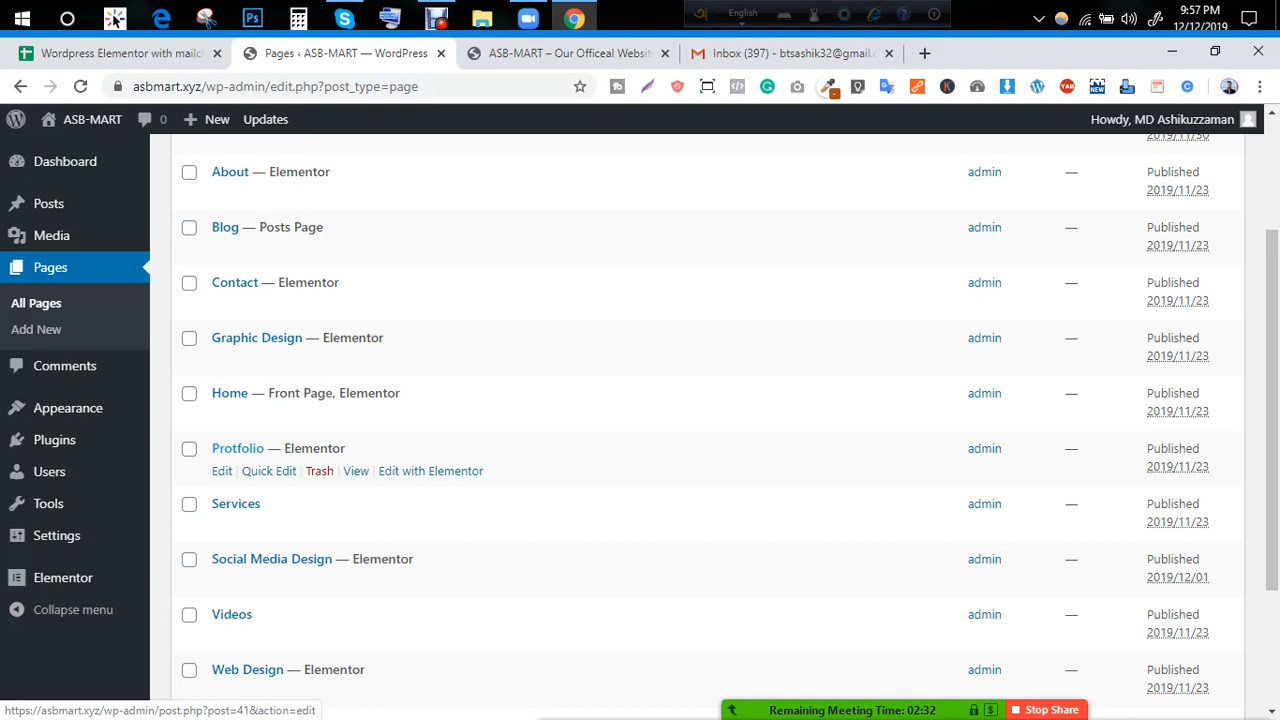 English
9:57 PM
12/12/2019
Wordpress Elementor with mailch
Pages ‹ ASB-MART — WordPress
ASB-MART – Our Officeal Websit
Inbox (397) - btsashik32@gmail.c
asbmart.xyz/wp-admin/edit.php?post_type=page
ASB-MART
0
New
Updates
Howdy, MD Ashikuzzaman
2019/11/30
Dashboard
Posts
Media
Pages
All Pages
Add New
Comments
Appearance
Plugins
Users
Tools
Settings
Elementor
Collapse menu
About — Elementor
admin
—
Published
2019/11/23
Blog — Posts Page
admin
—
Published
2019/11/23
Contact — Elementor
admin
—
Published
2019/11/23
Graphic Design — Elementor
admin
—
Published
2019/11/23
Home — Front Page, Elementor
admin
—
Published
2019/11/23
Protfolio — Elementor
Edit | Quick Edit | Trash | View | Edit with Elementor
admin
—
Published
2019/11/23
Services
admin
—
Published
2019/11/23
Social Media Design — Elementor
admin
—
Published
2019/12/01
Videos
admin
—
Published
2019/11/23
Web Design — Elementor
admin
—
Published
2019/11/23
https://asbmart.xyz/wp-admin/post.php?post=41&action=edit
Remaining Meeting Time: 02:32
Stop Share